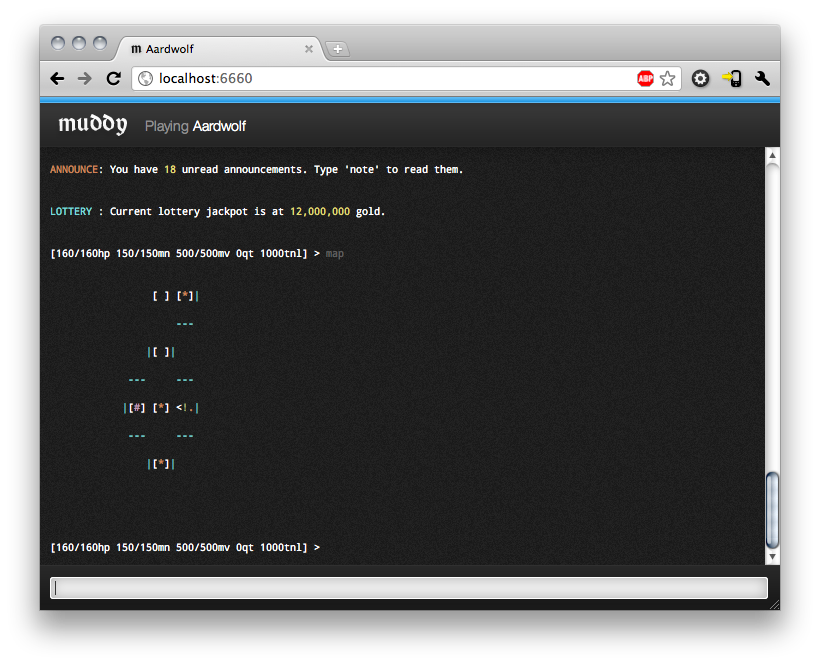 m Aardwolf
localhost:6660
ABP
muddy Playing Aardwolf
ANNOUNCE: You have 18 unread announcements. Type 'note' to read them.
LOTTERY : Current lottery jackpot is at 12,000,000 gold.
[160/160hp 150/150mn 500/500mv 0qt 1000tnl] > map
[ ] [*]|
---
|[ ]|
---     ---
|[#] [*] <!.|
---     ---
|[*]|
[160/160hp 150/150mn 500/500mv 0qt 1000tnl] >